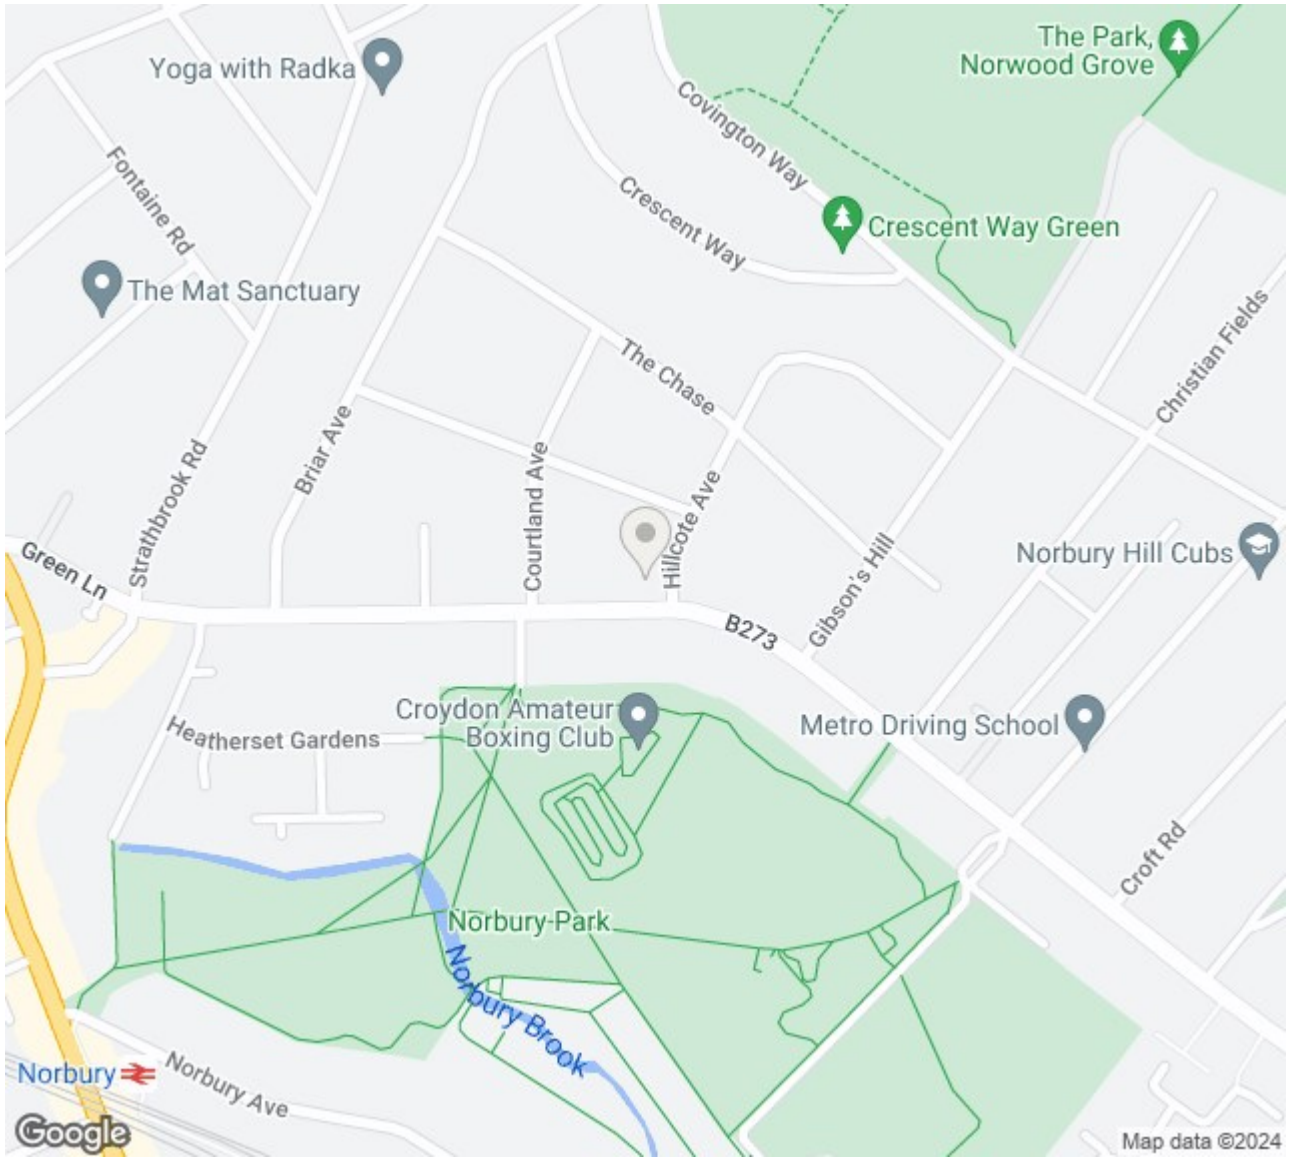 The Park,
Norwood Grove
Yoga with Radka
Covington Way
Fontaine Rd
Crescent Way
Crescent Way Green
The Mat Sanctuary
Christian Fields
The Chase
Briar Ave
Strathbrook Rd
Courtland Ave
Hillcote Ave
Green Ln
Gibson's Hill
Norbury Hill Cubs
B273
Croydon Amateur
Boxing Club
Metro Driving School
Heatherset Gardens
Croft Rd
Norbury Park
Norbury Brook
Norbury
Norbury Ave
Google
Map data ©2024